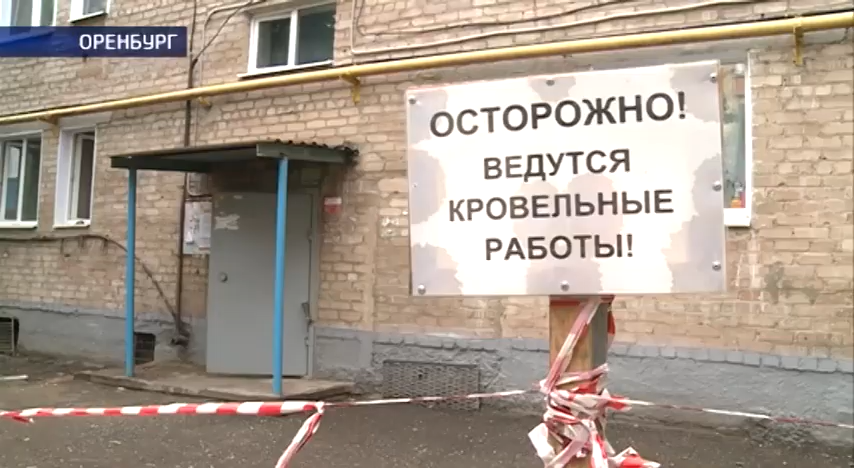 ОРЕНБУРГ
ОСТОРОЖНО!
ВЕДУТСЯ
КРОВЕЛЬНЫЕ
РАБОТЫ!